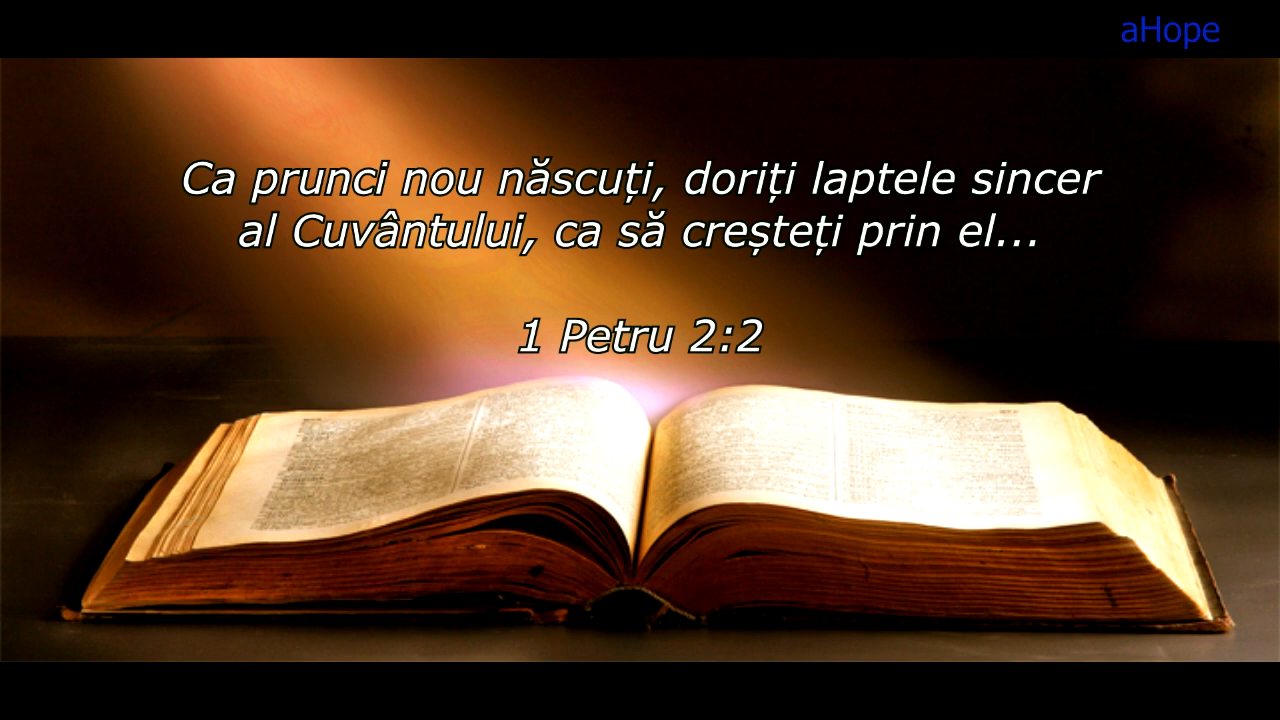 aHope
Ca prunci nou născuți, doriți laptele sincer
al Cuvântului, ca să creșteți prin el...
1 Petru 2:2